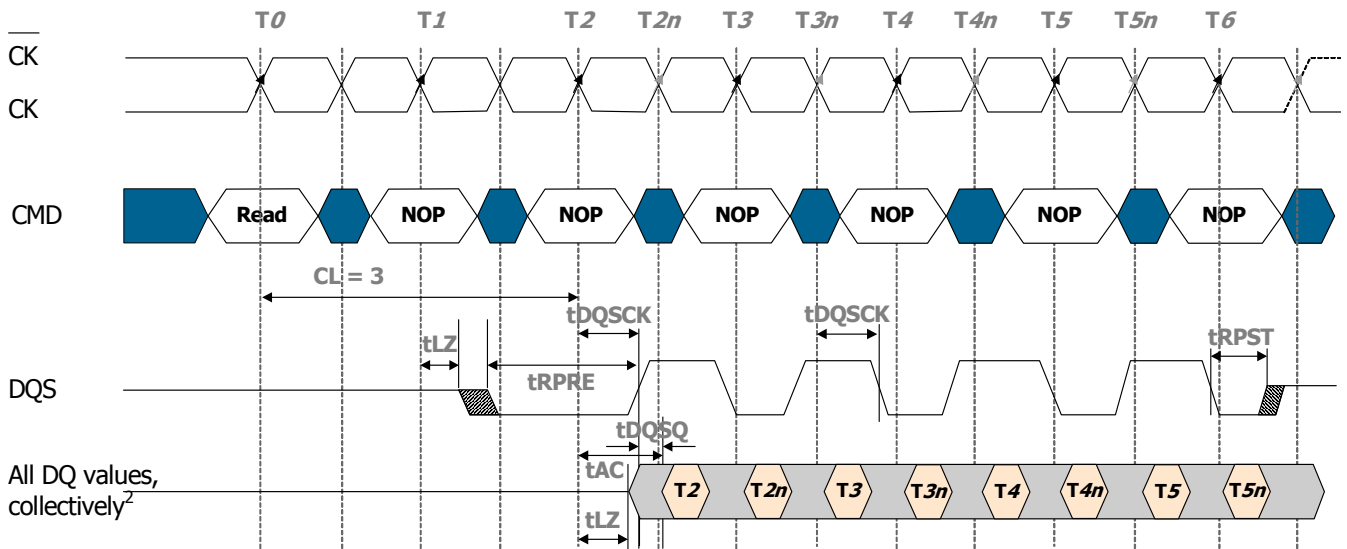 T0 T1 T2 T2n T3 T3n T4 T4n T5 T5n T6
CK
CK
CMD Read NOP NOP NOP NOP NOP NOP
CL = 3
tDQSCK tDQSCK
tLZ tRPST
tRPRE
DQS
tDQSQ
tAC
All DQ values,
collectively2
T2 T2n T3 T3n T4 T4n T5 T5n
tLZ